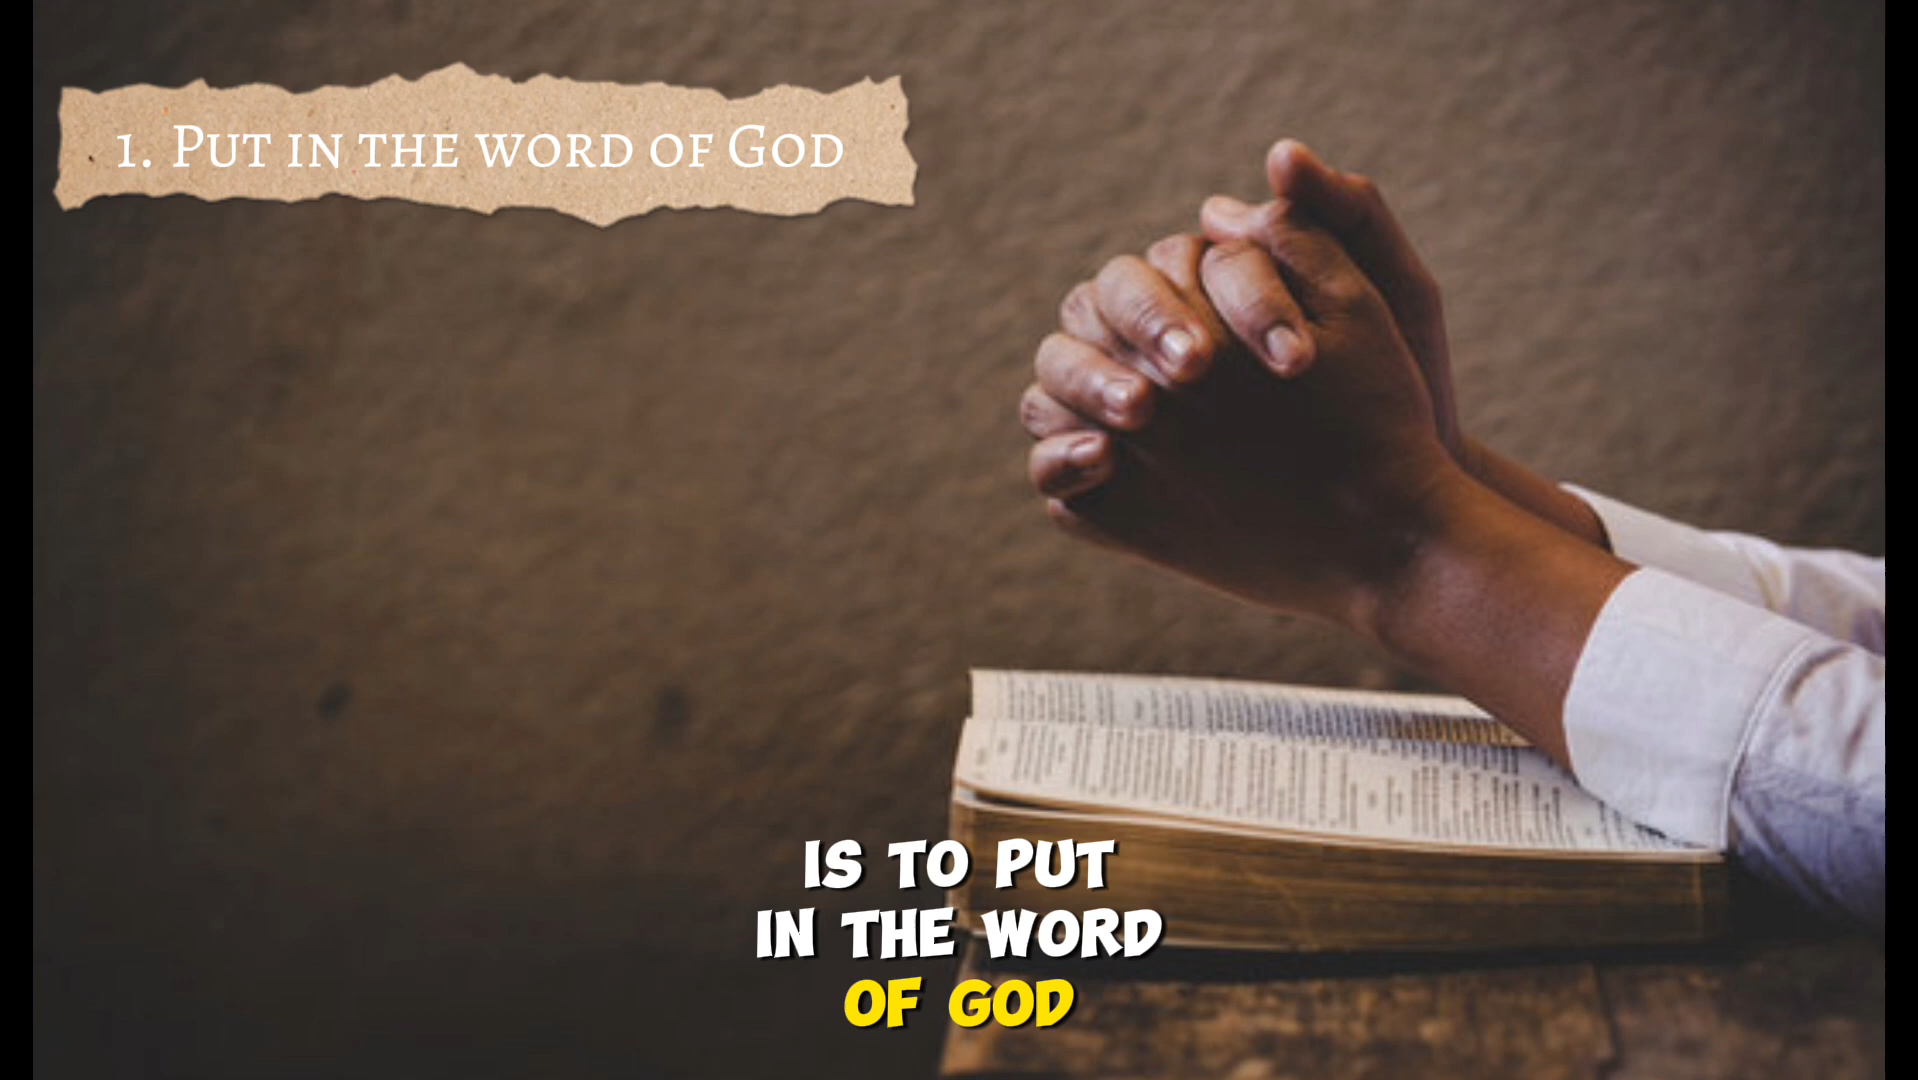 1. Put in the word of God
IS TO PUT
IN THE WORD
OF GOD